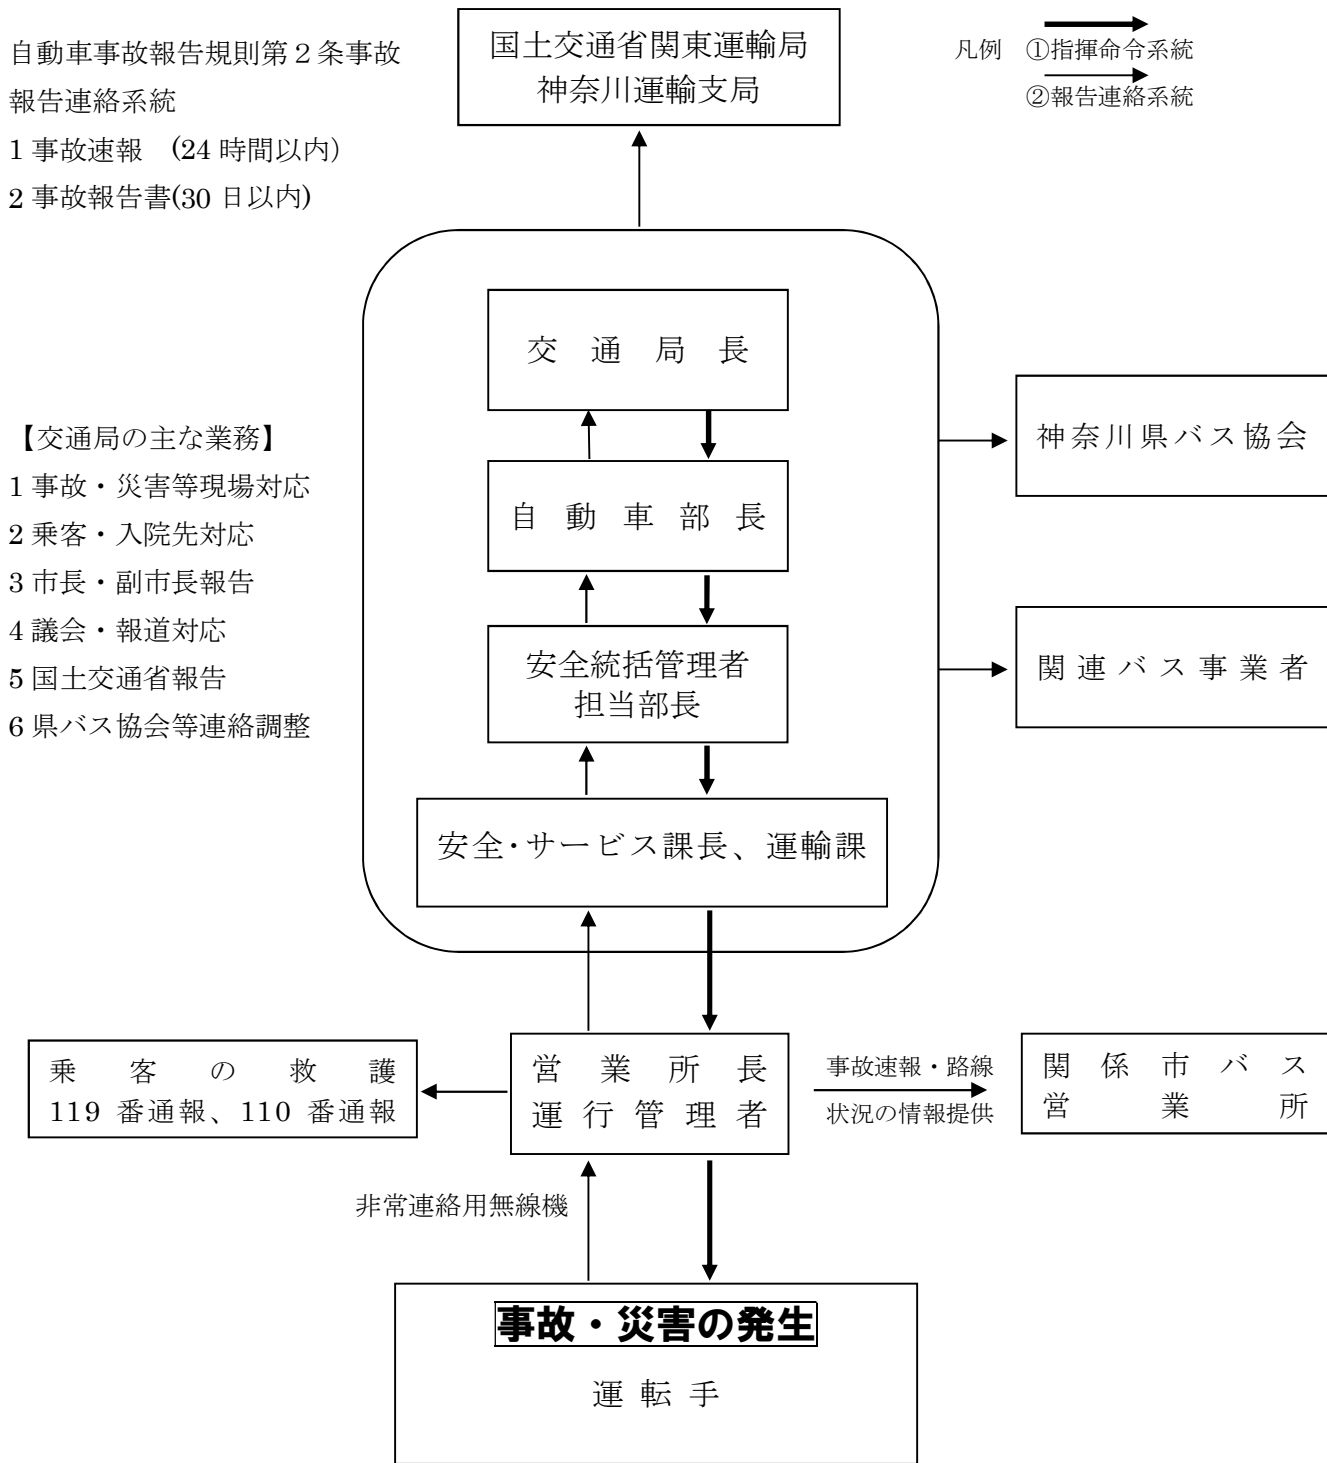 自動車事故報告規則第２条事故
報告連絡系統
1 事故速報　(24 時間以内）
2 事故報告書(30 日以内)
国土交通省関東運輸局
神奈川運輸支局
凡例　①指揮命令系統
②報告連絡系統
交通局長
自動車部長
安全統括管理者
担当部長
安全・サービス課長、運輸課
【交通局の主な業務】
1 事故・災害等現場対応
2 乗客・入院先対応
3 市長・副市長報告
4 議会・報道対応
5 国土交通省報告
6 県バス協会等連絡調整
神奈川県バス協会
関連バス事業者
乗客の救護
119 番通報、110 番通報
営業所長
運行管理者
事故速報・路線
状況の情報提供
関係市バス
営業所
非常連絡用無線機
事故・災害の発生
運転手